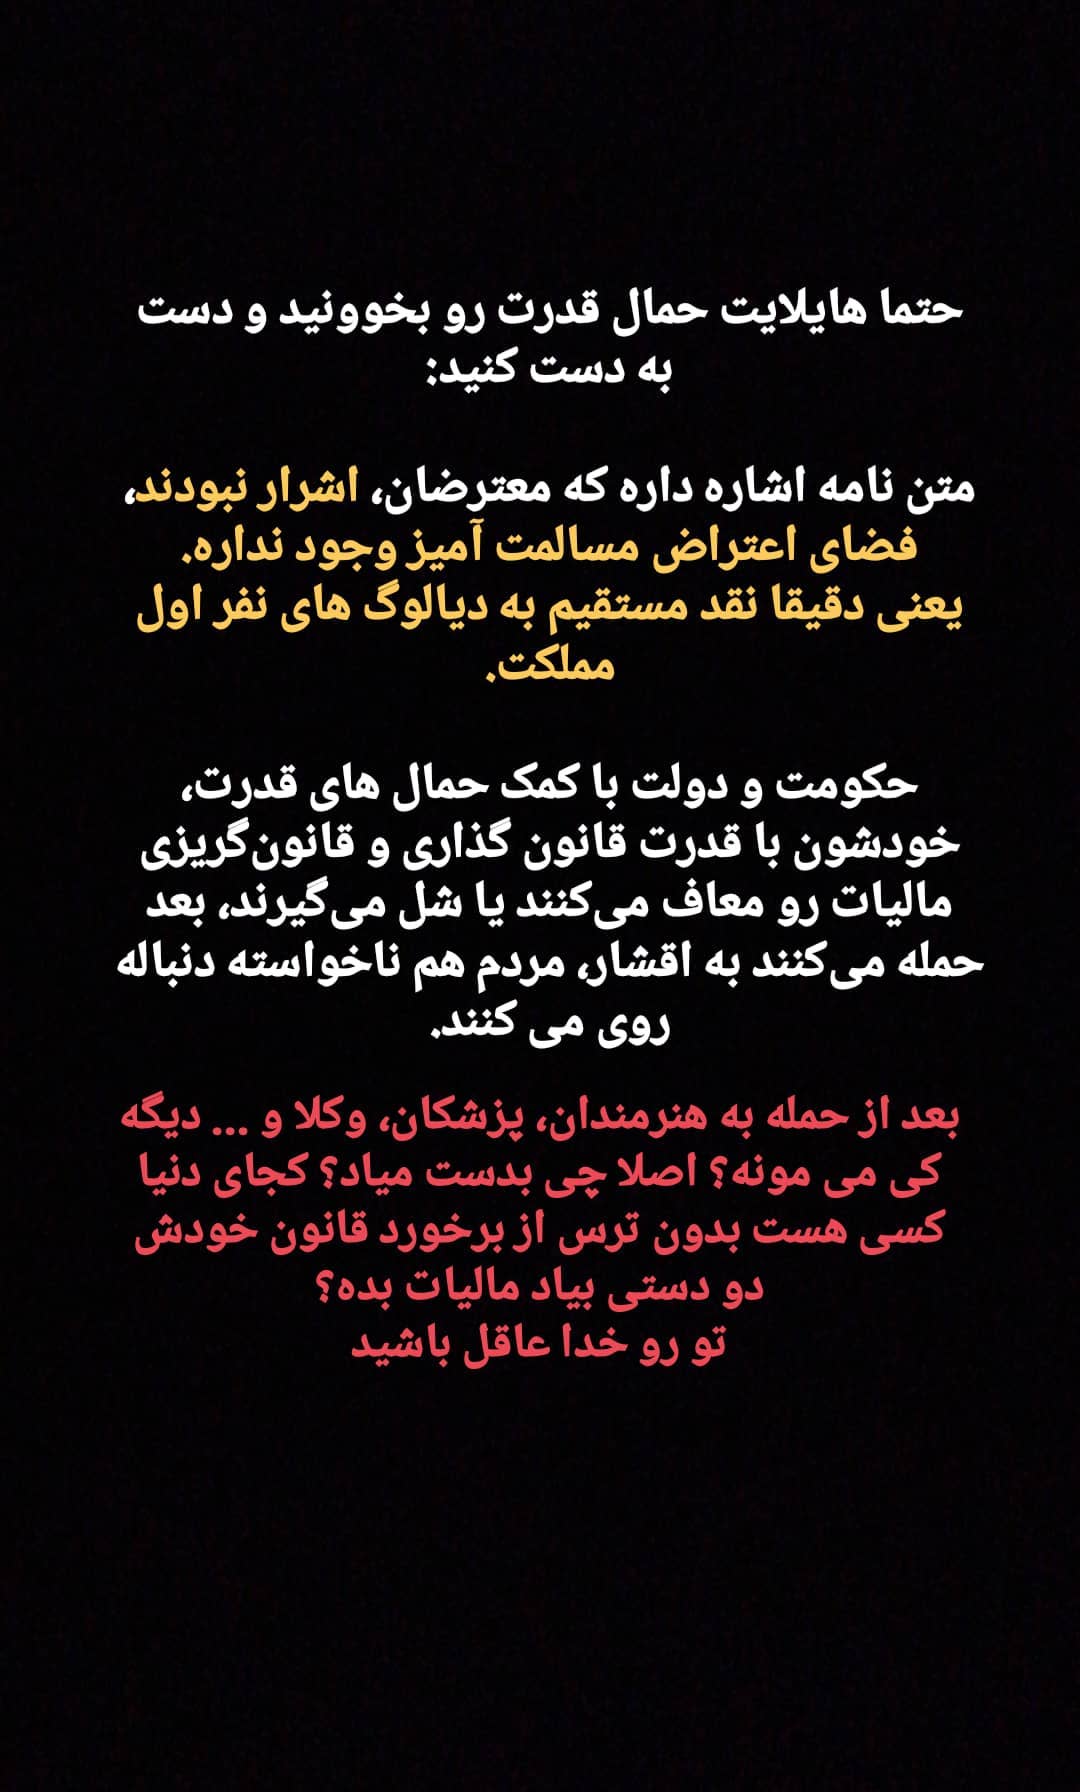 حتما هایلایت حمال قدرت رو بخوونید و دست
به دست کنید:
متن نامه اشاره داره که معترضان، اشرار نبودند،
فضای اعتراض مسالمت آمیز وجود نداره.
یعنی دقیقا نقد مستقیم به دیالوگ های نفر اول
مملکت.
حکومت و دولت با کمک حمال های قدرت،
خودشون با قدرت قانون گذاری و قانون‌گریزی
مالیات رو معاف می‌کنند یا شل می‌گیرند، بعد
حمله می‌کنند به اقشار، مردم هم ناخواسته دنباله
روی می کنند.
بعد از حمله به هنرمندان، پزشکان، وکلا و ... دیگه
کی می مونه؟ اصلا چی بدست میاد؟ کجای دنیا
کسی هست بدون ترس از برخورد قانون خودش
دو دستی بیاد مالیات بده؟
تو رو خدا عاقل باشید